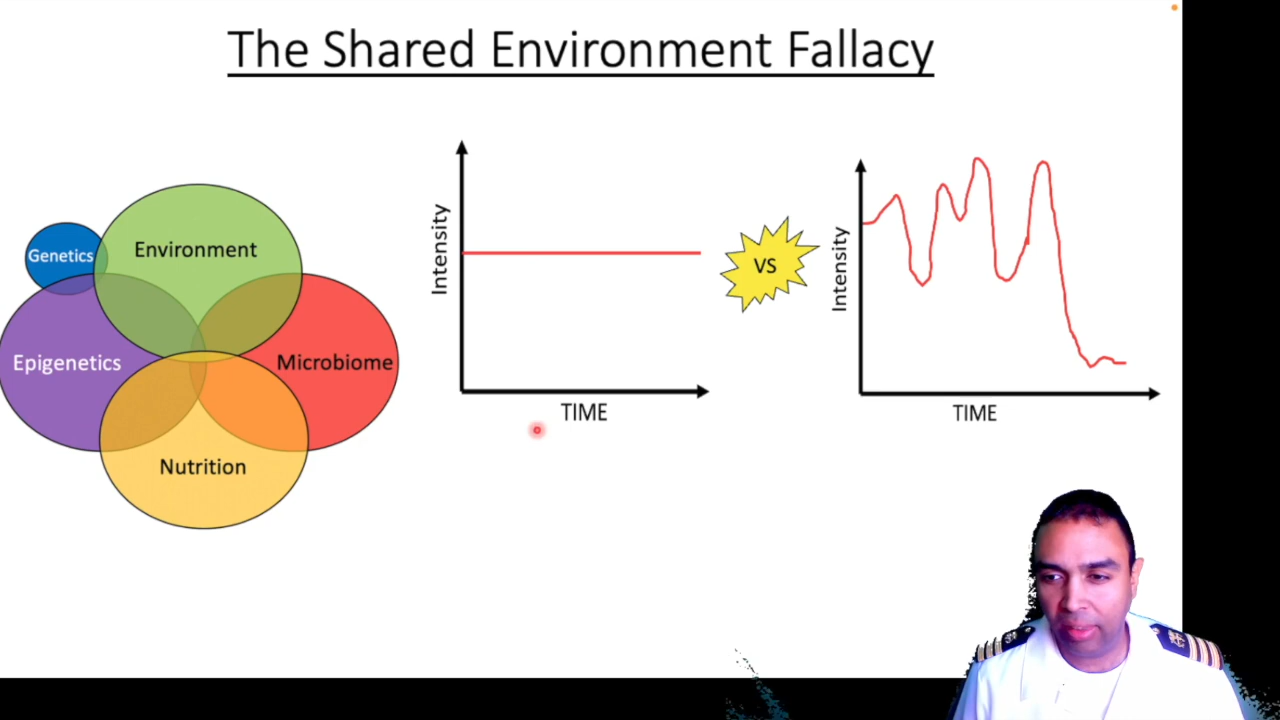 The Shared Environment Fallacy
Genetics
Environment
Epigenetics
Microbiome
Nutrition
Intensity
TIME
VS
Intensity
TIME